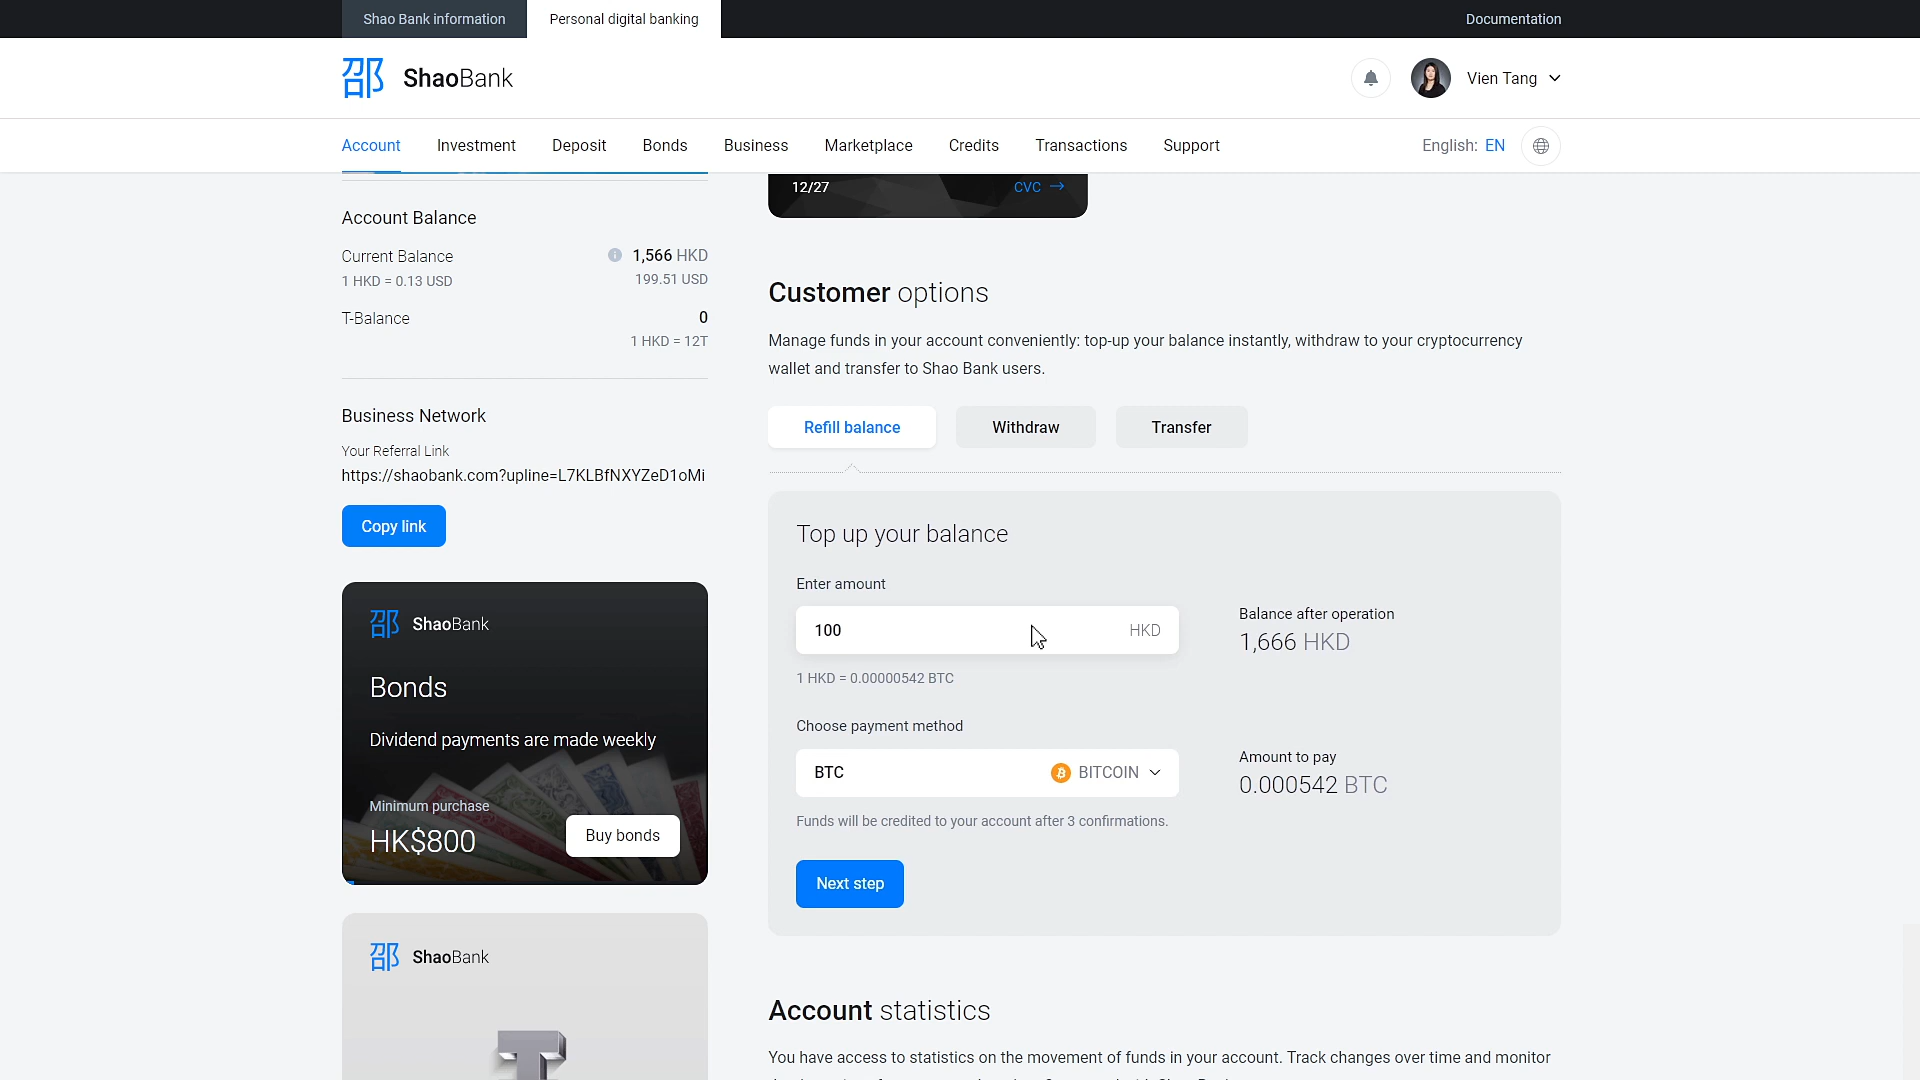 Shao Bank information
Personal digital banking
Documentation
邵 ShaoBank
Vien Tang
Account
Investment
Deposit
Bonds
Business
Marketplace
Credits
Transactions
Support
English: EN
Account Balance
Current Balance
1,566 HKD
1 HKD = 0.13 USD
199.51 USD
T-Balance
0
1 HKD = 12T
Business Network
Your Referral Link
https://shaobank.com?upline=L7KLBfNXYZeD1oMi
Copy link
邵 ShaoBank
Bonds
Dividend payments are made weekly
Minimum purchase
HK$800
Buy bonds
邵 ShaoBank
T
12/27
CVC →
Customer options
Manage funds in your account conveniently: top-up your balance instantly, withdraw to your cryptocurrency
wallet and transfer to Shao Bank users.
Refill balance
Withdraw
Transfer
Top up your balance
Enter amount
100 HKD
1 HKD = 0.00000542 BTC
Balance after operation
1,666 HKD
Choose payment method
BTC BITCOIN
Amount to pay
0.000542 BTC
Funds will be credited to your account after 3 confirmations.
Next step
Account statistics
You have access to statistics on the movement of funds in your account. Track changes over time and monitor